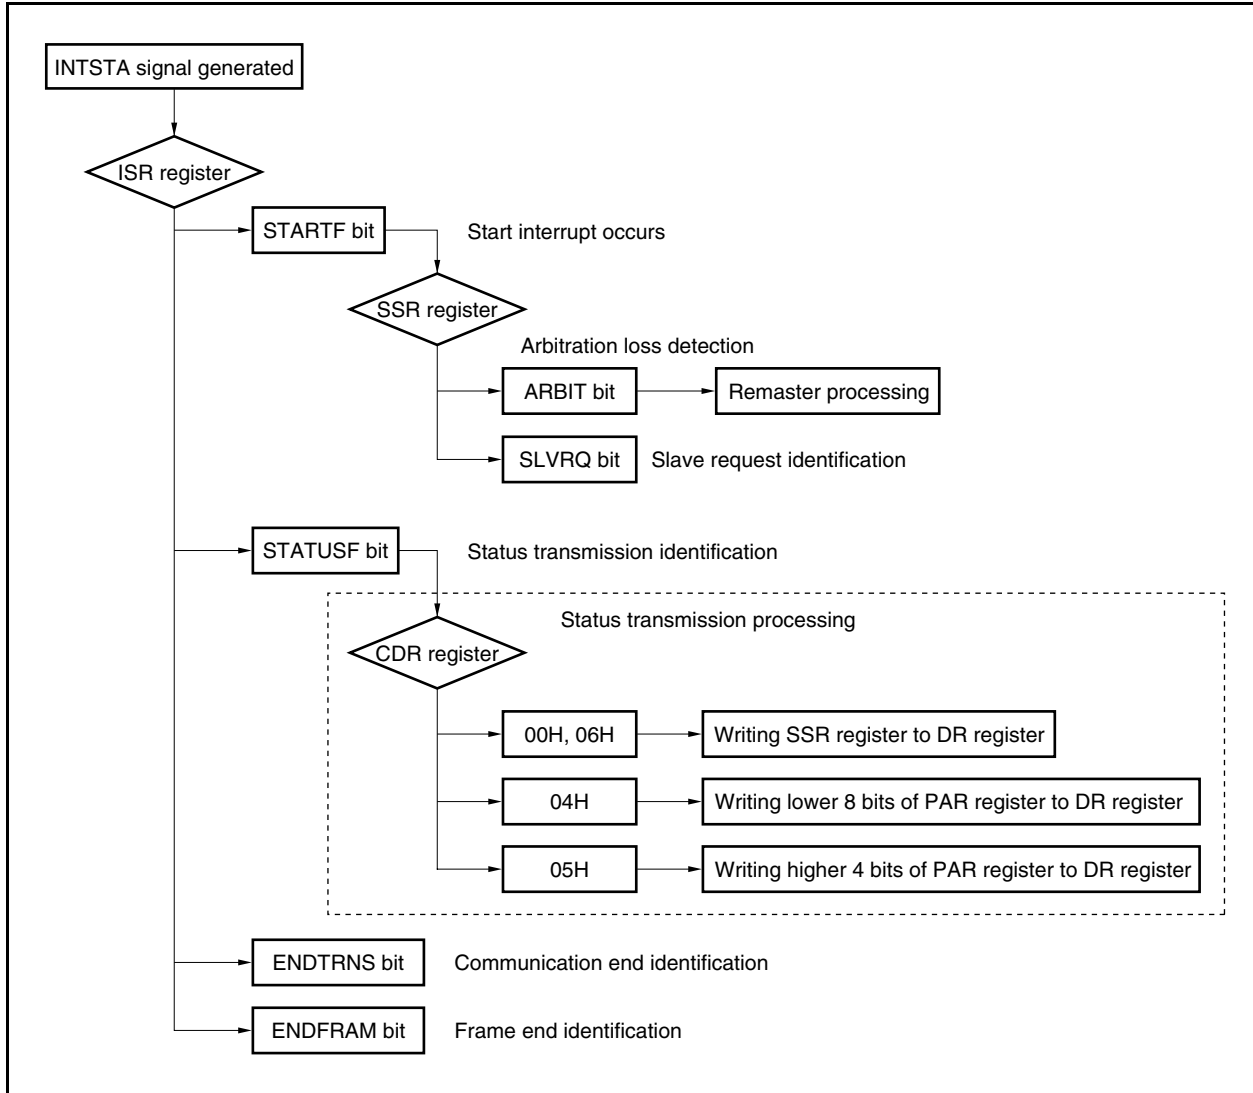 INTSTA signal generated
ISR register
STARTF bit
Start interrupt occurs
SSR register
Arbitration loss detection
ARBIT bit
Remaster processing
SLVRQ bit
Slave request identification
STATUSF bit
Status transmission identification
Status transmission processing
CDR register
00H, 06H
Writing SSR register to DR register
04H
Writing lower 8 bits of PAR register to DR register
05H
Writing higher 4 bits of PAR register to DR register
ENDTRNS bit
Communication end identification
ENDFRAM bit
Frame end identification